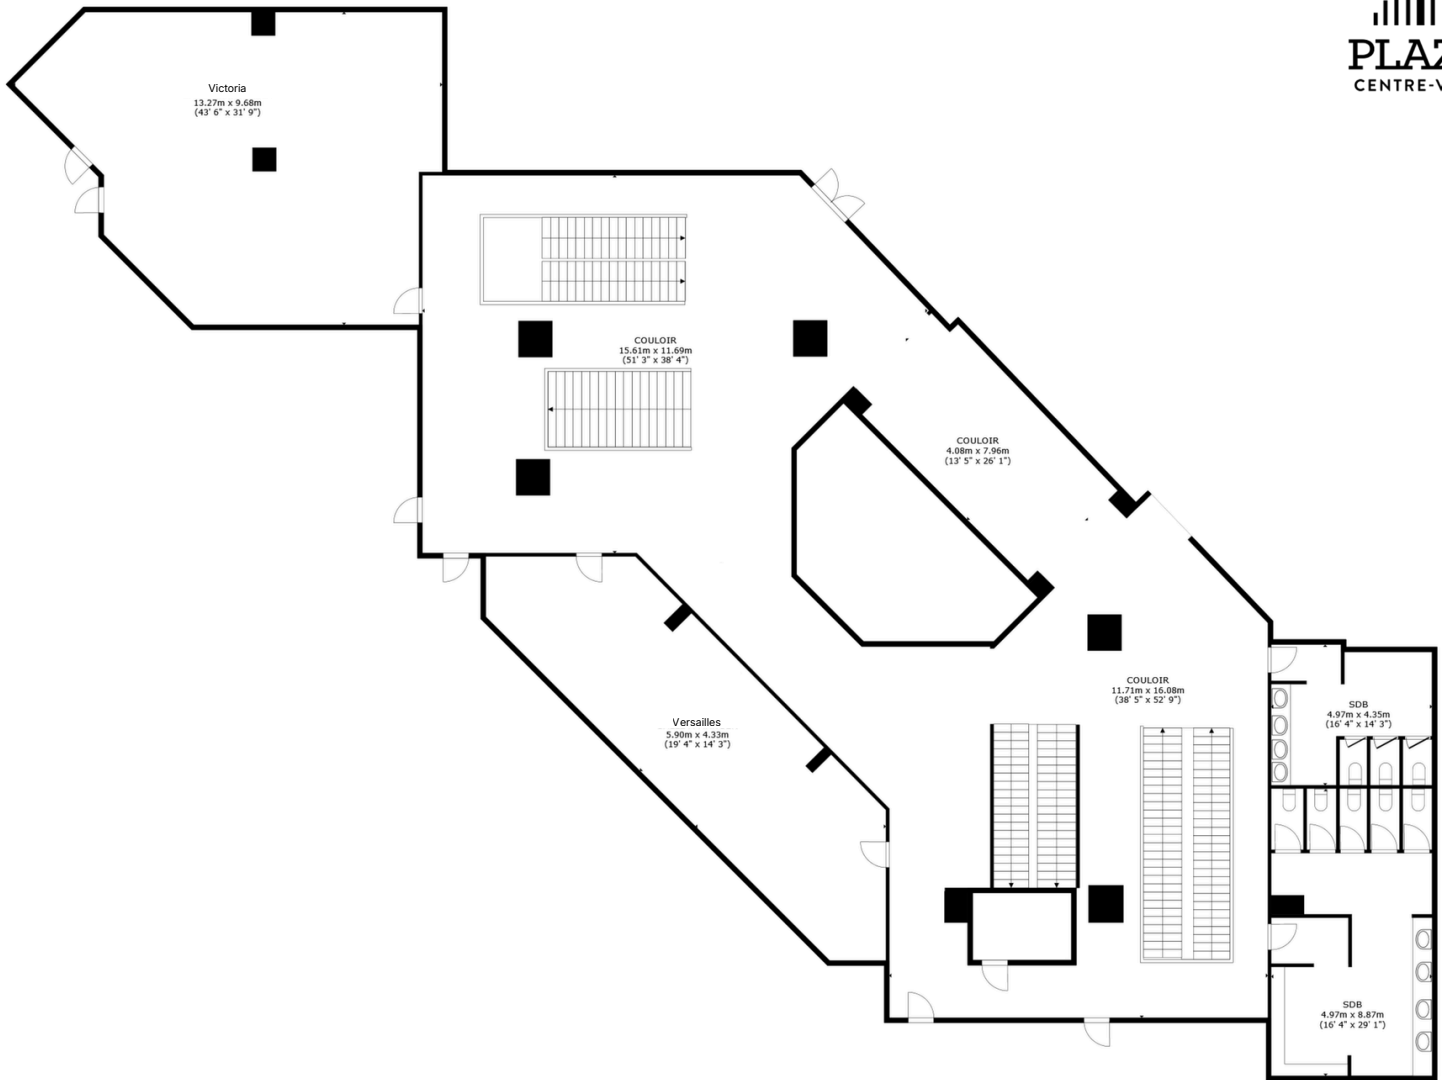 Victoria
13.27m x 9.68m
(43' 6" x 31' 9")
PLAZ
CENTRE-V
COULOIR
15.61m x 11.69m
(51' 3" x 38' 4")
COULOIR
4.08m x 7.96m
(13' 5" x 26' 1")
COULOIR
11.71m x 16.08m
(38' 5" x 52' 9")
SDB
4.97m x 4.35m
(16' 4" x 14' 3")
Versailles
5.90m x 4.33m
(19' 4" x 14' 3")
SDB
4.97m x 8.87m
(16' 4" x 29' 1")